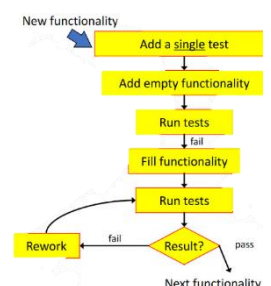 New functionality
Add a single test
Add empty functionality
Run tests
fail
Fill functionality
Run tests
Rework
fail
Result?
pass
Next functionality